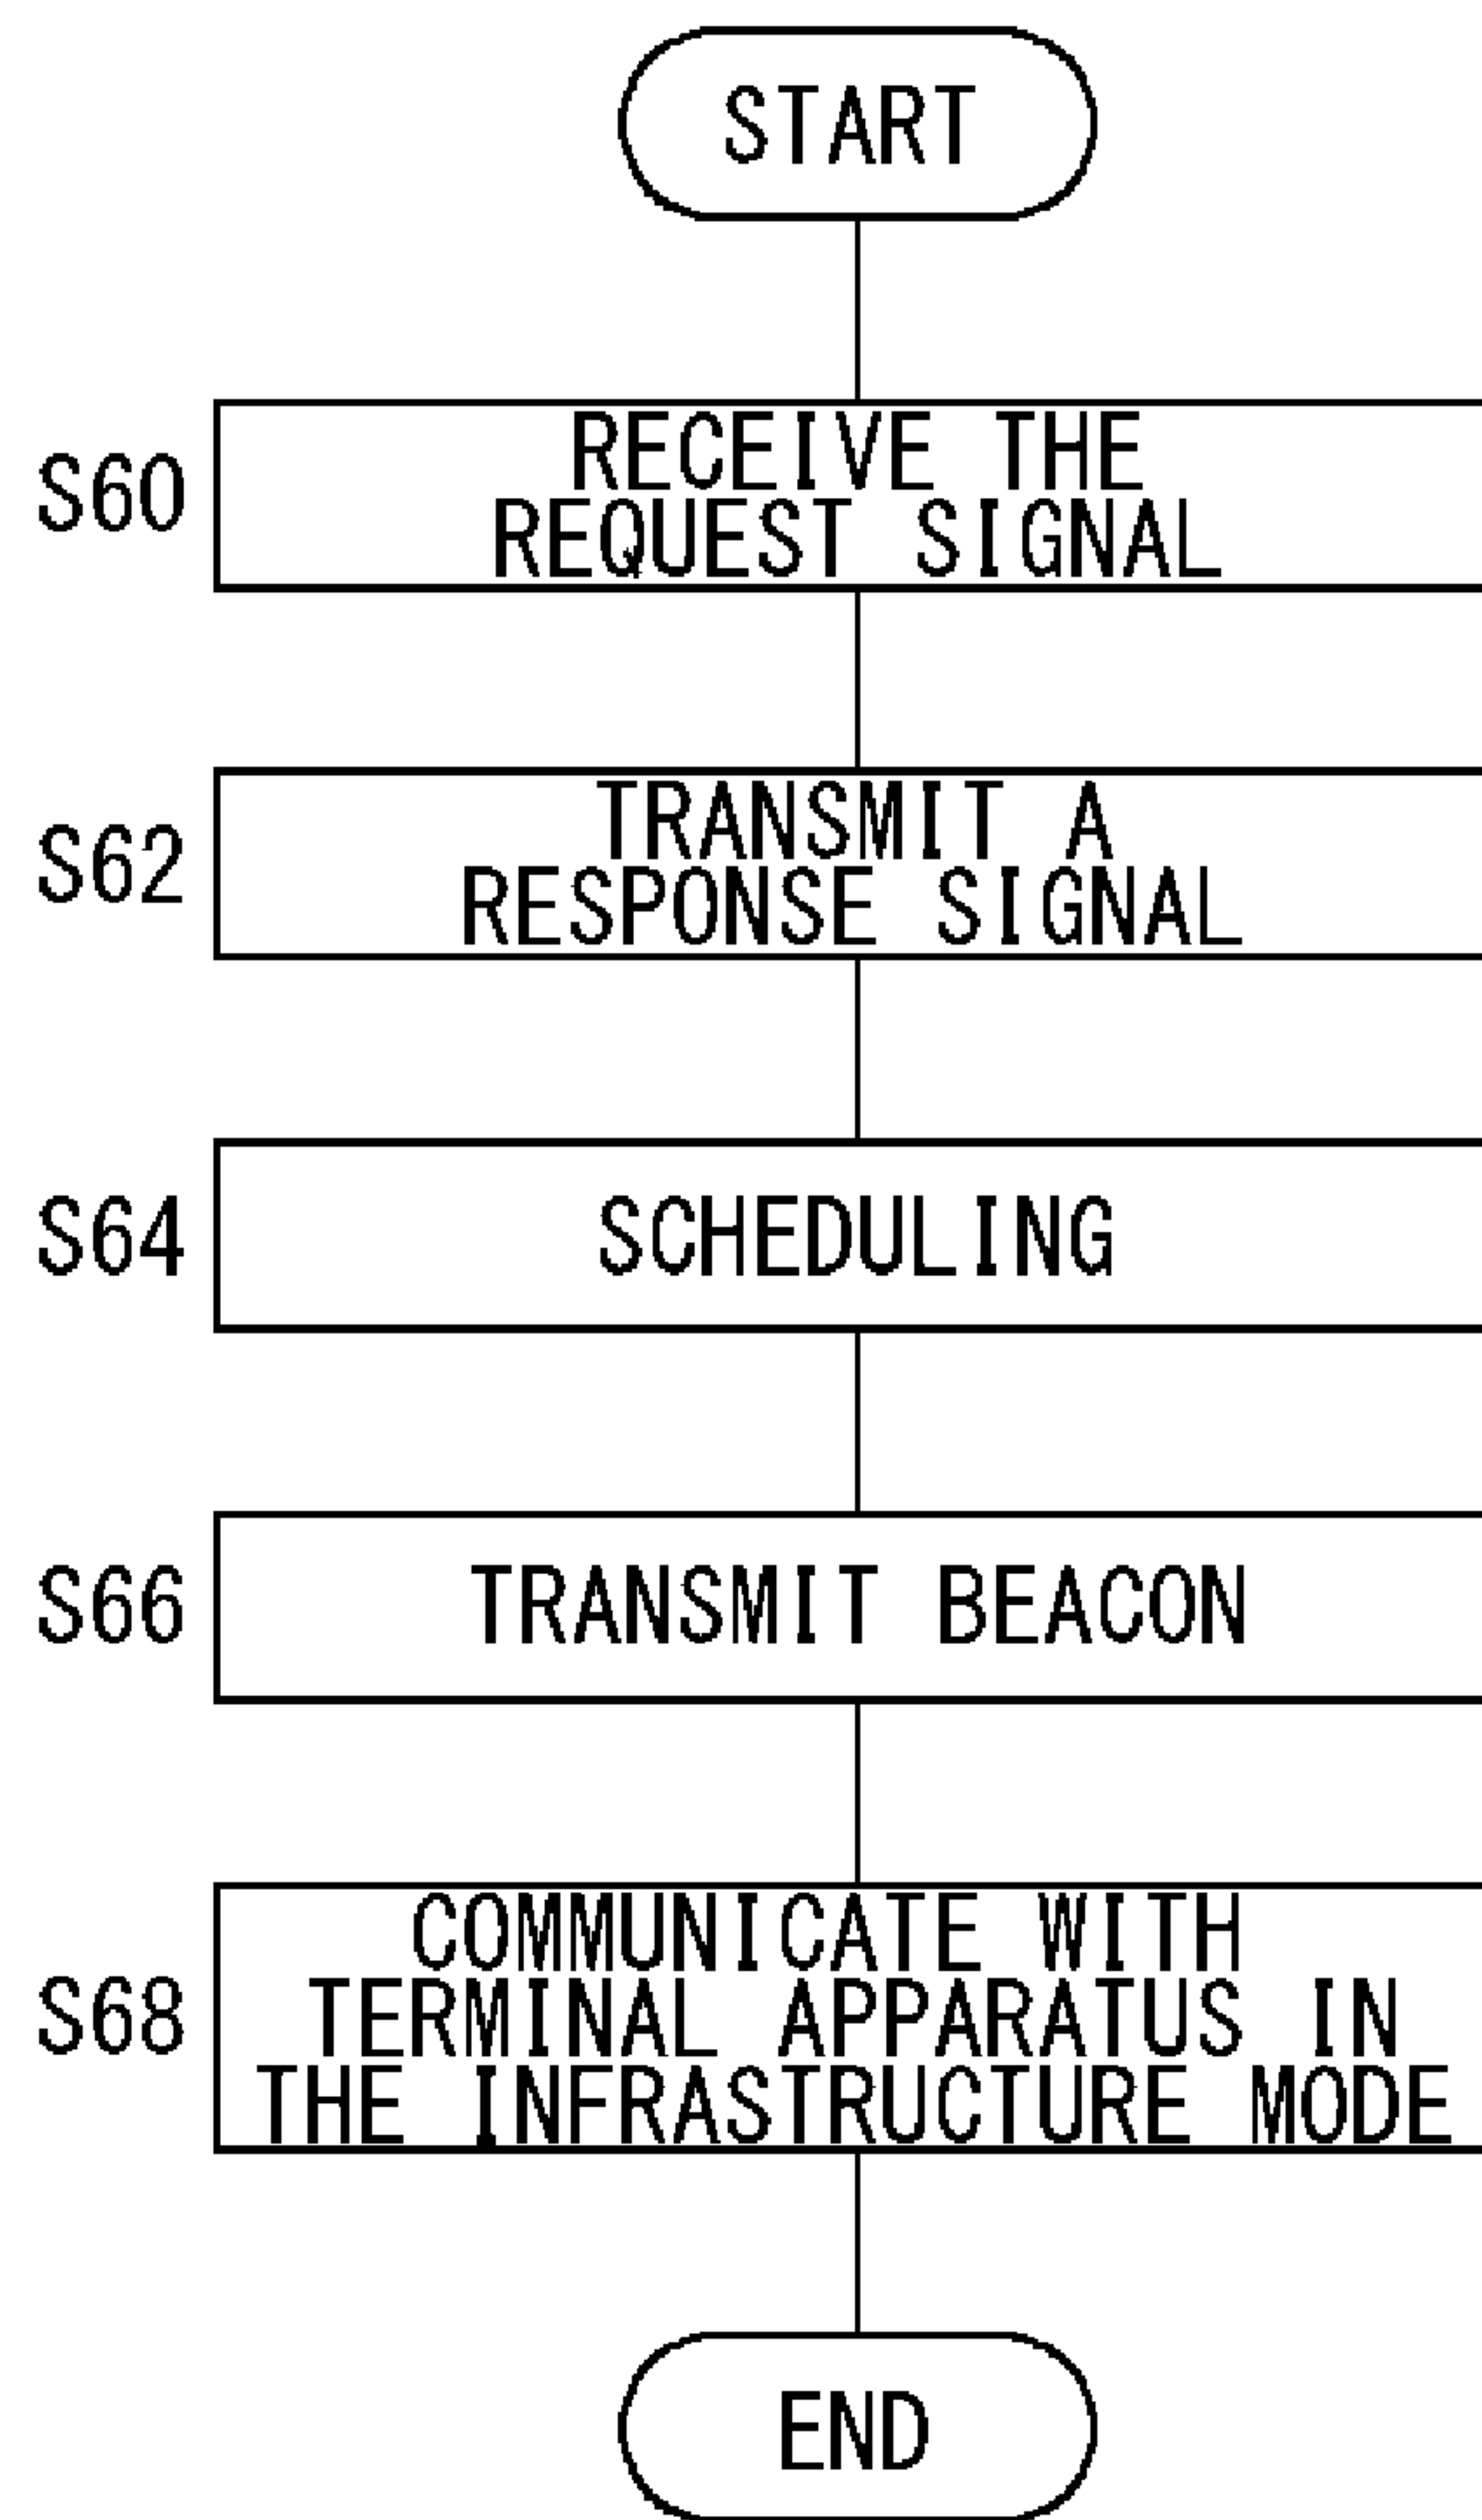 START
S60
RECEIVE THE
REQUEST SIGNAL
S62
TRANSMIT A
RESPONSE SIGNAL
S64
SCHEDULING
S66
TRANSMIT BEACON
S68
COMMUNICATE WITH
TERMINAL APPARATUS IN
THE INFRASTRUCTURE MODE
END